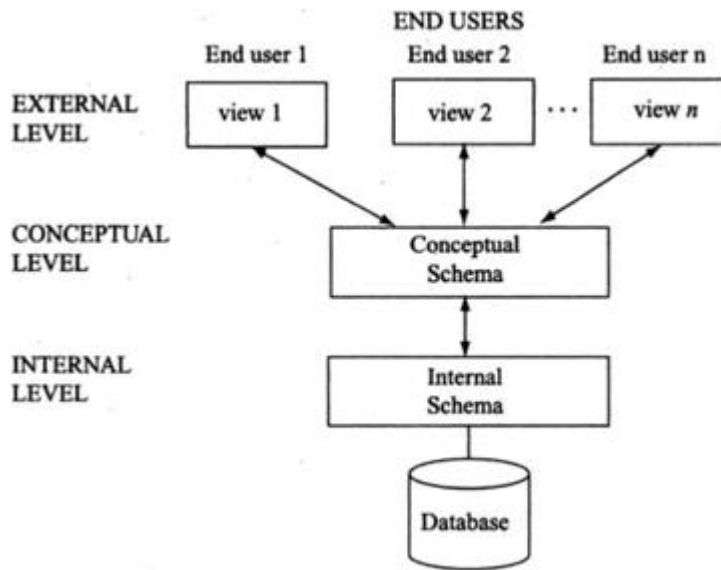 END USERS
End user 1 End user 2 End user n
EXTERNAL
LEVEL
view 1 view 2 ... view n
CONCEPTUAL
LEVEL
Conceptual
Schema
INTERNAL
LEVEL
Internal
Schema
Database